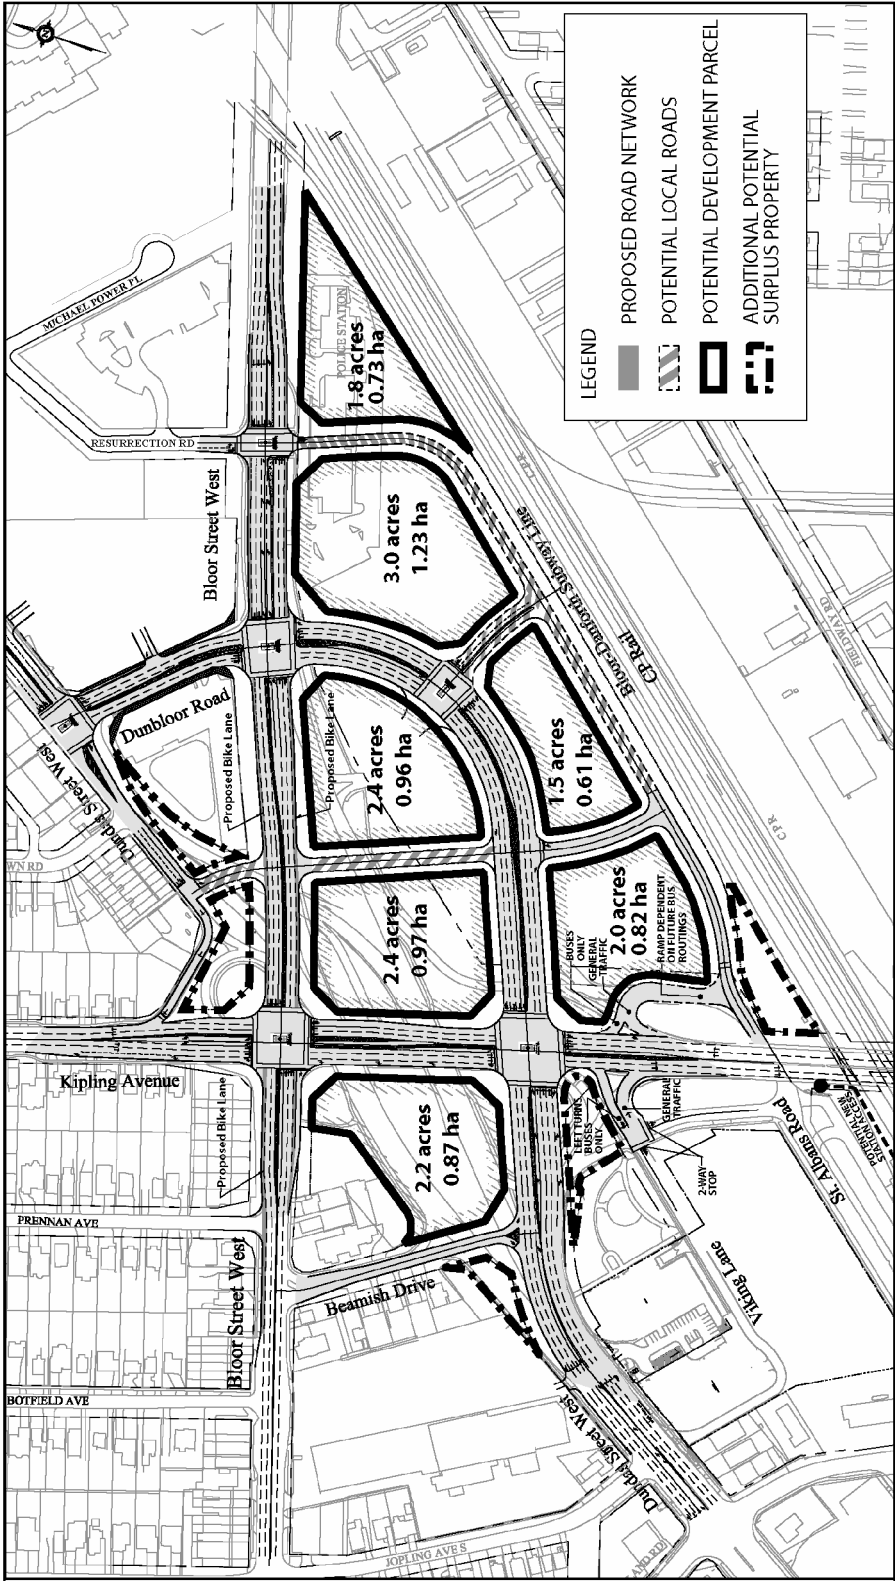 LEGEND
PROPOSED ROAD NETWORK
POTENTIAL LOCAL ROADS
POTENTIAL DEVELOPMENT PARCEL
ADDITIONAL POTENTIAL
SURPLUS PROPERTY
N
MICHAEL POWER PL
RESURRECTION RD
Bloor Street West
POLICE STATION
1.8 acres
0.73 ha
3.0 acres
1.23 ha
CPR
Bloor-Danforth Subway Line
CP Rail
FIELDWAY RD
CPR
Dundas Street West
Dunbloor Road
Proposed Bike Lane
Proposed Bike Lane
2.4 acres
0.96 ha
1.5 acres
0.61 ha
WN RD
2.4 acres
0.97 ha
2.0 acres
0.82 ha
BUSES
ONLY
GENERAL
TRAFFIC
RAMP DEPENDENT
ON FUTURE BUS
ROUTINGS
Kipling Avenue
Proposed Bike Lane
2.2 acres
0.87 ha
LEFT TURNS
BUSES
ONLY
GENERAL
TRAFFIC
2-WAY
STOP
St. Albans Road
POTENTIAL NEW
STATION ACCESS
PRENNAN AVE
Bloor Street West
Beamish Drive
Viking Lane
BOTFIELD AVE
Dundas Street West
JOPLING AVE S
LAND RD